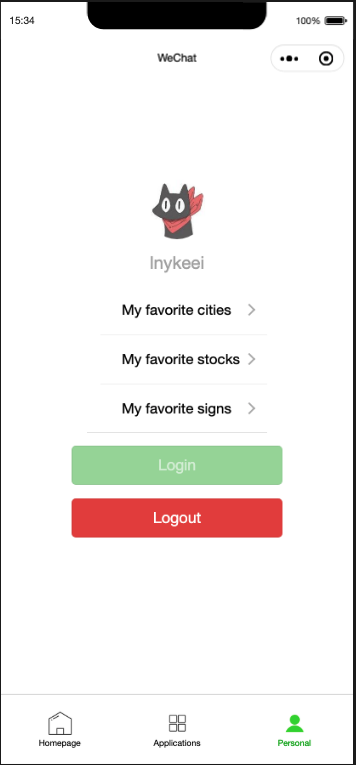 15:34
100%
WeChat
Inykeei
My favorite cities
My favorite stocks
My favorite signs
Login
Logout
Homepage
Applications
Personal